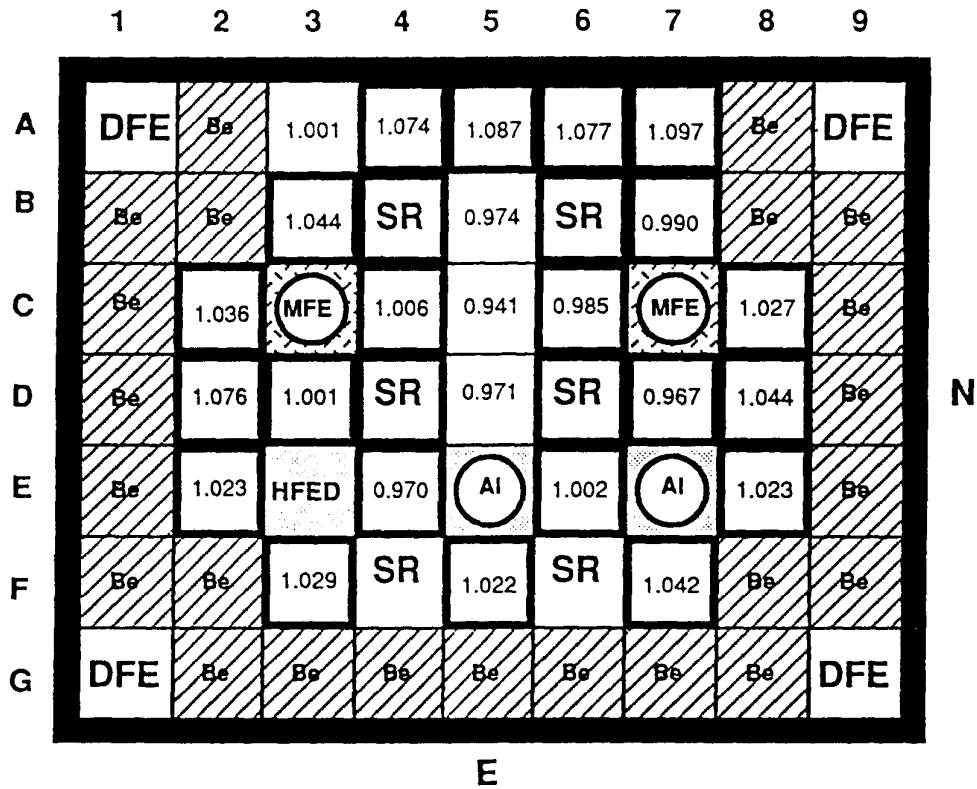 1 2 3 4 5 6 7 8 9
A DFE Be 1.001 1.074 1.087 1.077 1.097 Be DFE
B Be Be 1.044 SR 0.974 SR 0.990 Be Be
C Be 1.036 MFE 1.006 0.941 0.985 MFE 1.027 Be
D Be 1.076 1.001 SR 0.971 SR 0.967 1.044 Be N
E Be 1.023 HFED 0.970 Al 1.002 Al 1.023 Be
F Be Be 1.029 SR 1.022 SR 1.042 Be Be
G DFE Be Be Be Be Be Be Be DFE
E